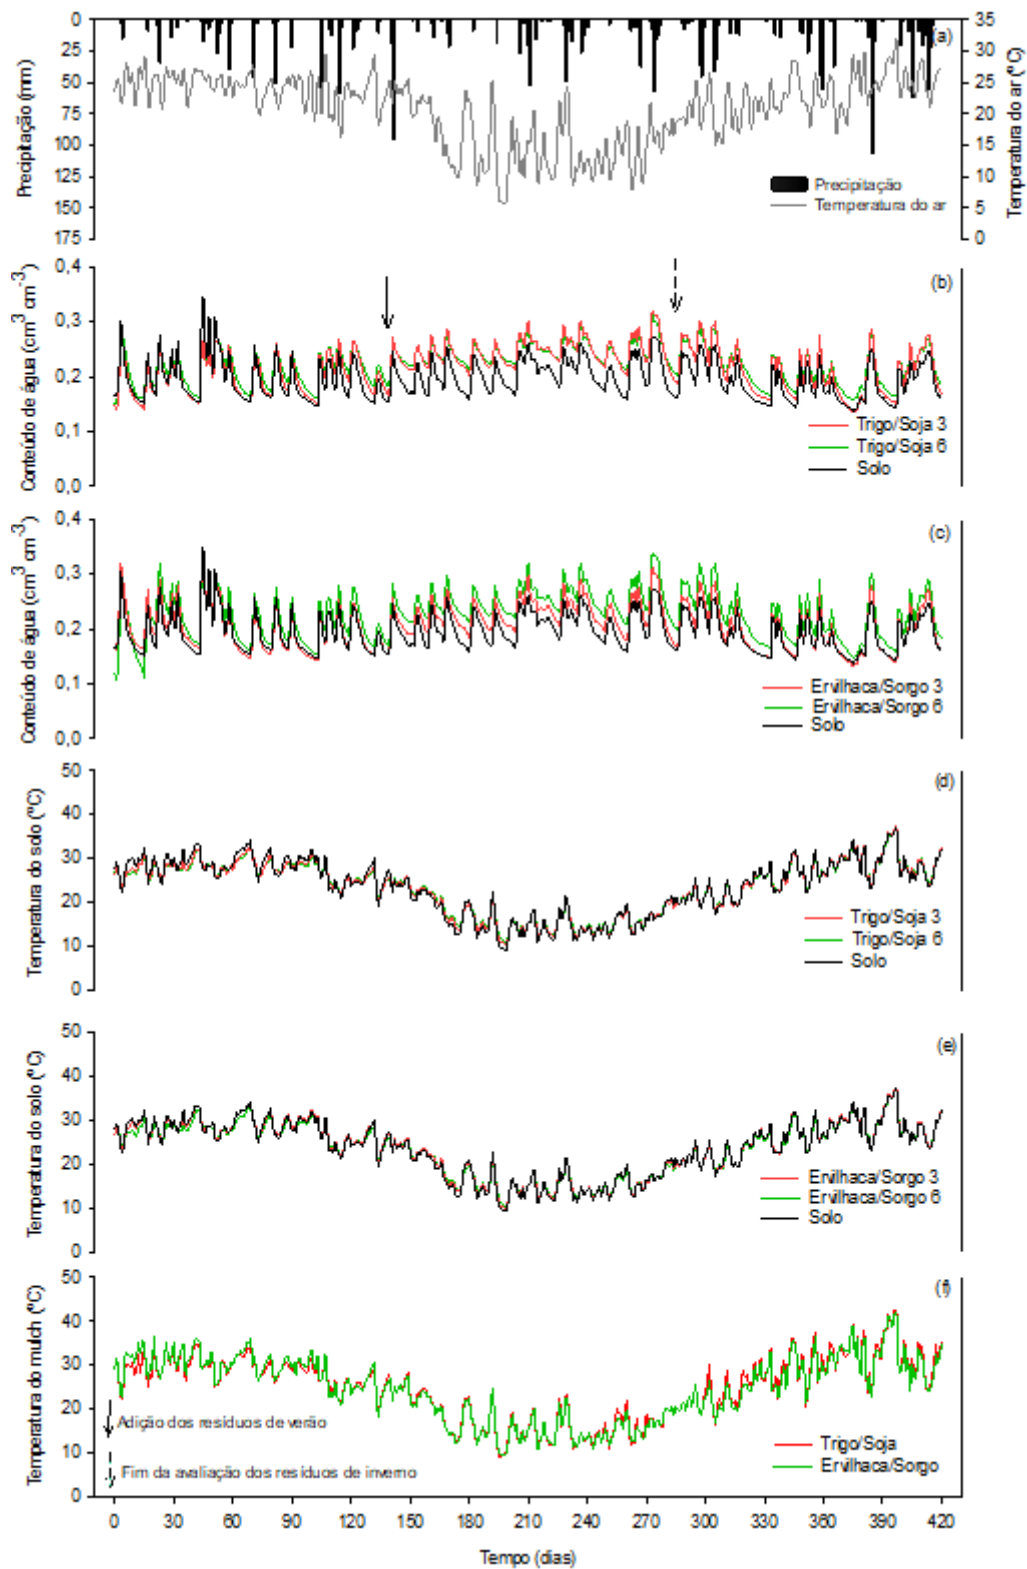 0
25
50
75
100
125
150
175
Precipitação (mm)
35
30
25
20
15
10
5
0
Temperatura do ar (ºC)
(a)
Precipitação
Temperatura do ar
0,4
0,3
0,2
0,1
0,0
Conteúdo de água (cm³ cm⁻³)
(b)
Trigo/Soja 3
Trigo/Soja 6
Solo
0,4
0,3
0,2
0,1
0,0
Conteúdo de água (cm³ cm⁻³)
(c)
Ervilhaca/Sorgo 3
Ervilhaca/Sorgo 6
Solo
50
40
30
20
10
0
Temperatura do solo (ºC)
(d)
Trigo/Soja 3
Trigo/Soja 6
Solo
50
40
30
20
10
0
Temperatura do solo (ºC)
(e)
Ervilhaca/Sorgo 3
Ervilhaca/Sorgo 6
Solo
50
40
30
20
10
0
Temperatura do mulch (ºC)
(f)
Adição dos resíduos de verão
Fim da avaliação dos resíduos de inverno
Trigo/Soja
Ervilhaca/Sorgo
0 30 60 90 120 150 180 210 240 270 300 330 360 390 420
Tempo (dias)